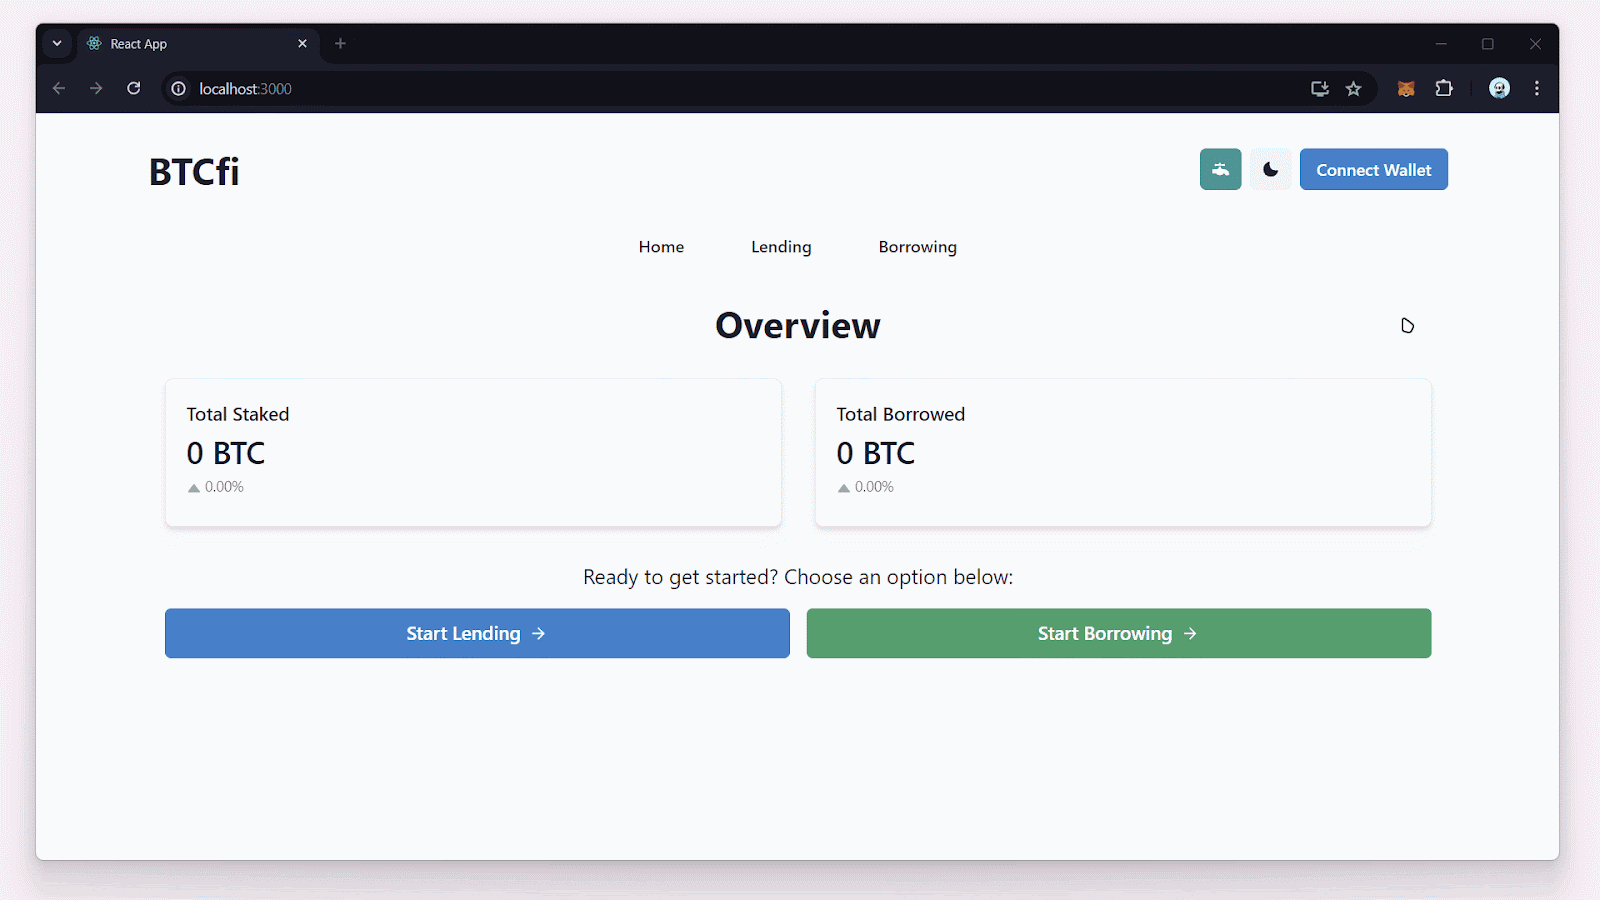 React App
localhost:3000
BTCfi
Connect Wallet
Home Lending Borrowing
Overview
Total Staked
0 BTC
0.00%
Total Borrowed
0 BTC
0.00%
Ready to get started? Choose an option below:
Start Lending →
Start Borrowing →